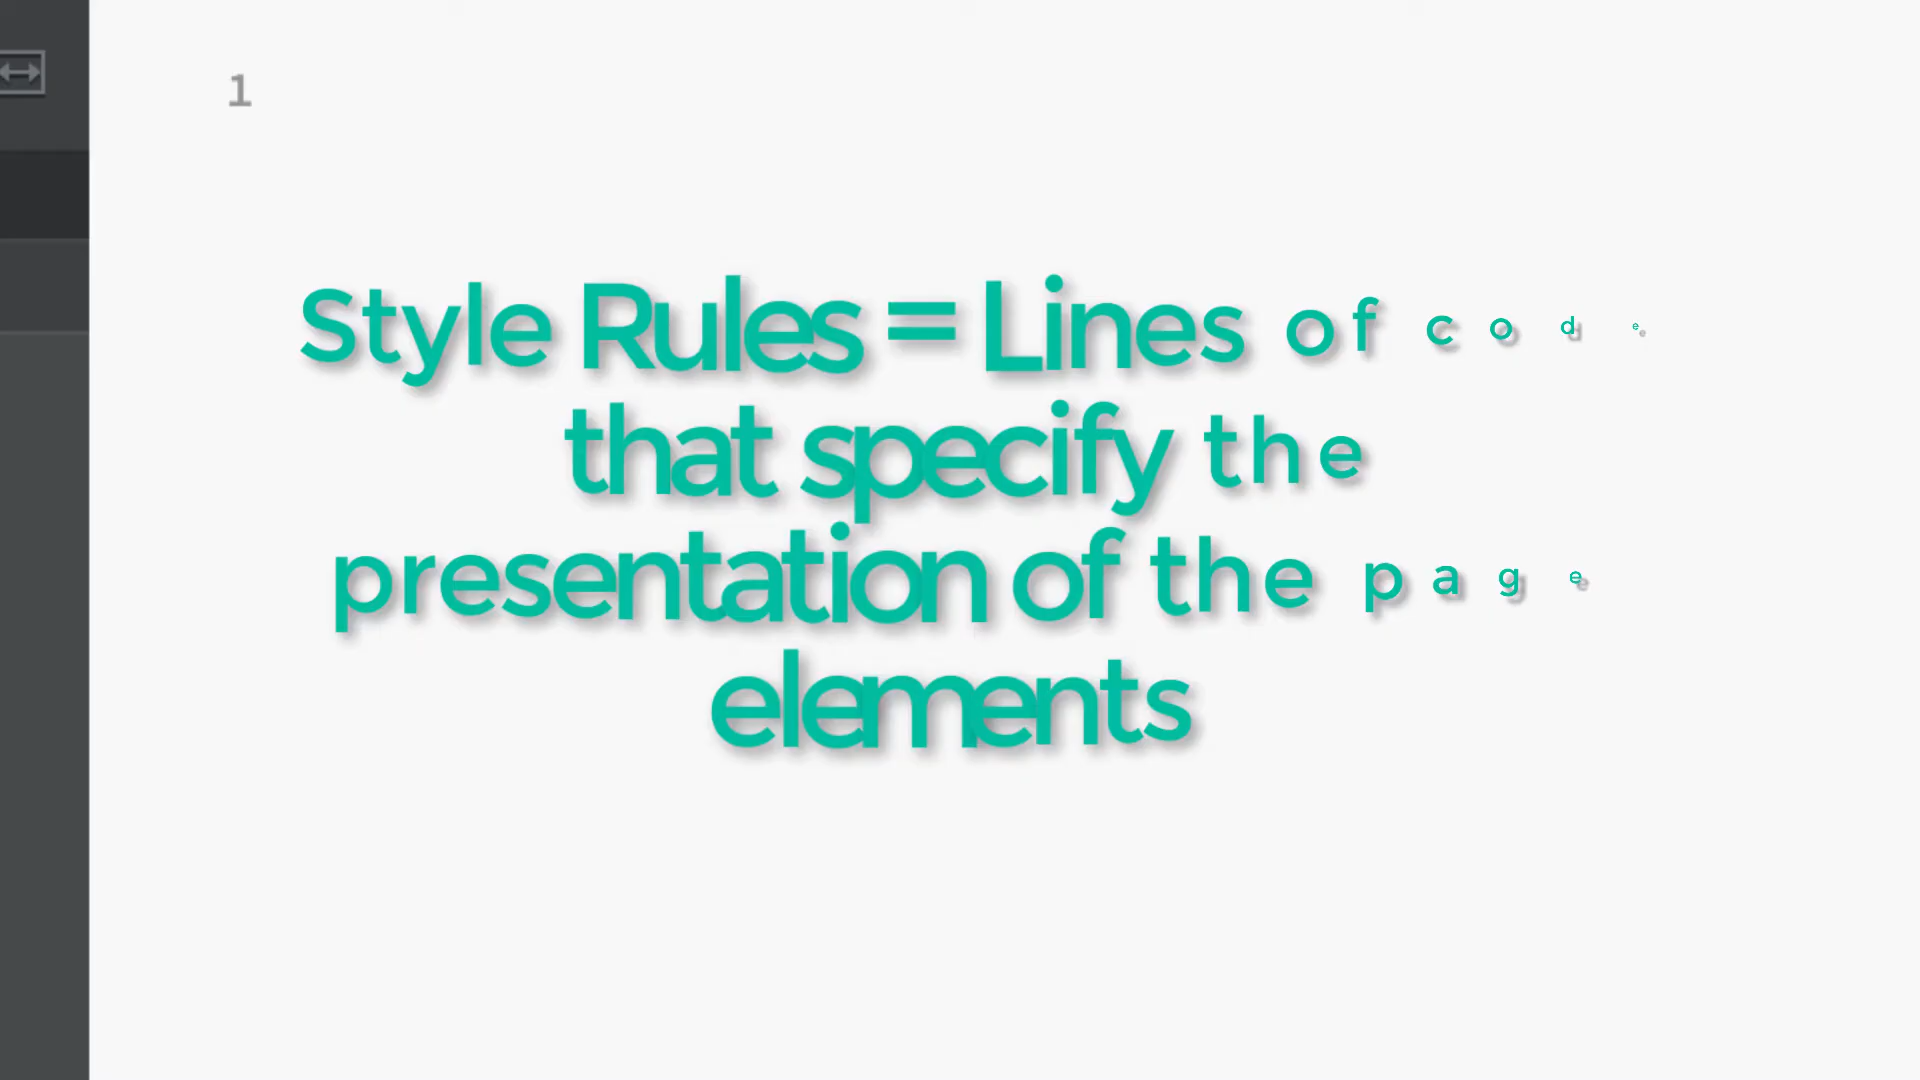 1
Style Rules = Lines of code
that specify the
presentation of the page
elements